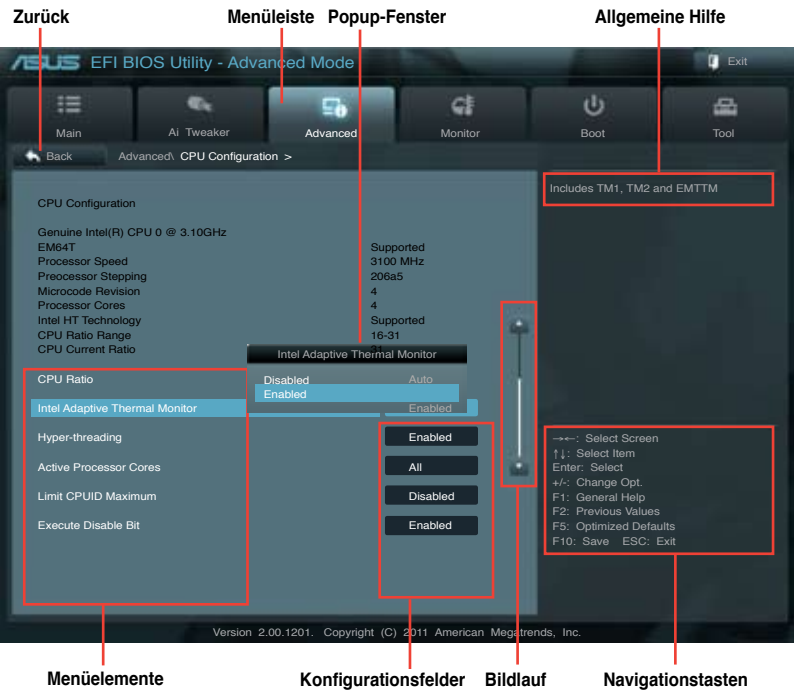 Zurück Menüleiste Popup-Fenster Allgemeine Hilfe
ASUS EFI BIOS Utility - Advanced Mode Exit
Main Ai Tweaker Advanced Monitor Boot Tool
Back Advanced\ CPU Configuration >
Includes TM1, TM2 and EMTTM
CPU Configuration
Genuine Intel(R) CPU 0 @ 3.10GHz
EM64T Supported
Processor Speed 3100 MHz
Preocessor Stepping 206a5
Microcode Revision 4
Processor Cores 4
Intel HT Technology Supported
CPU Ratio Range 16-31
CPU Current Ratio 31
Intel Adaptive Thermal Monitor
Disabled
Enabled
CPU Ratio Auto
Intel Adaptive Thermal Monitor Enabled
Hyper-threading Enabled
Active Processor Cores All
Limit CPUID Maximum Disabled
Execute Disable Bit Enabled
→←: Select Screen
↑↓: Select Item
Enter: Select
+/-: Change Opt.
F1: General Help
F2: Previous Values
F5: Optimized Defaults
F10: Save ESC: Exit
Version 2.00.1201. Copyright (C) 2011 American Megatrends, Inc.
Menüelemente Konfigurationsfelder Bildlauf Navigationstasten